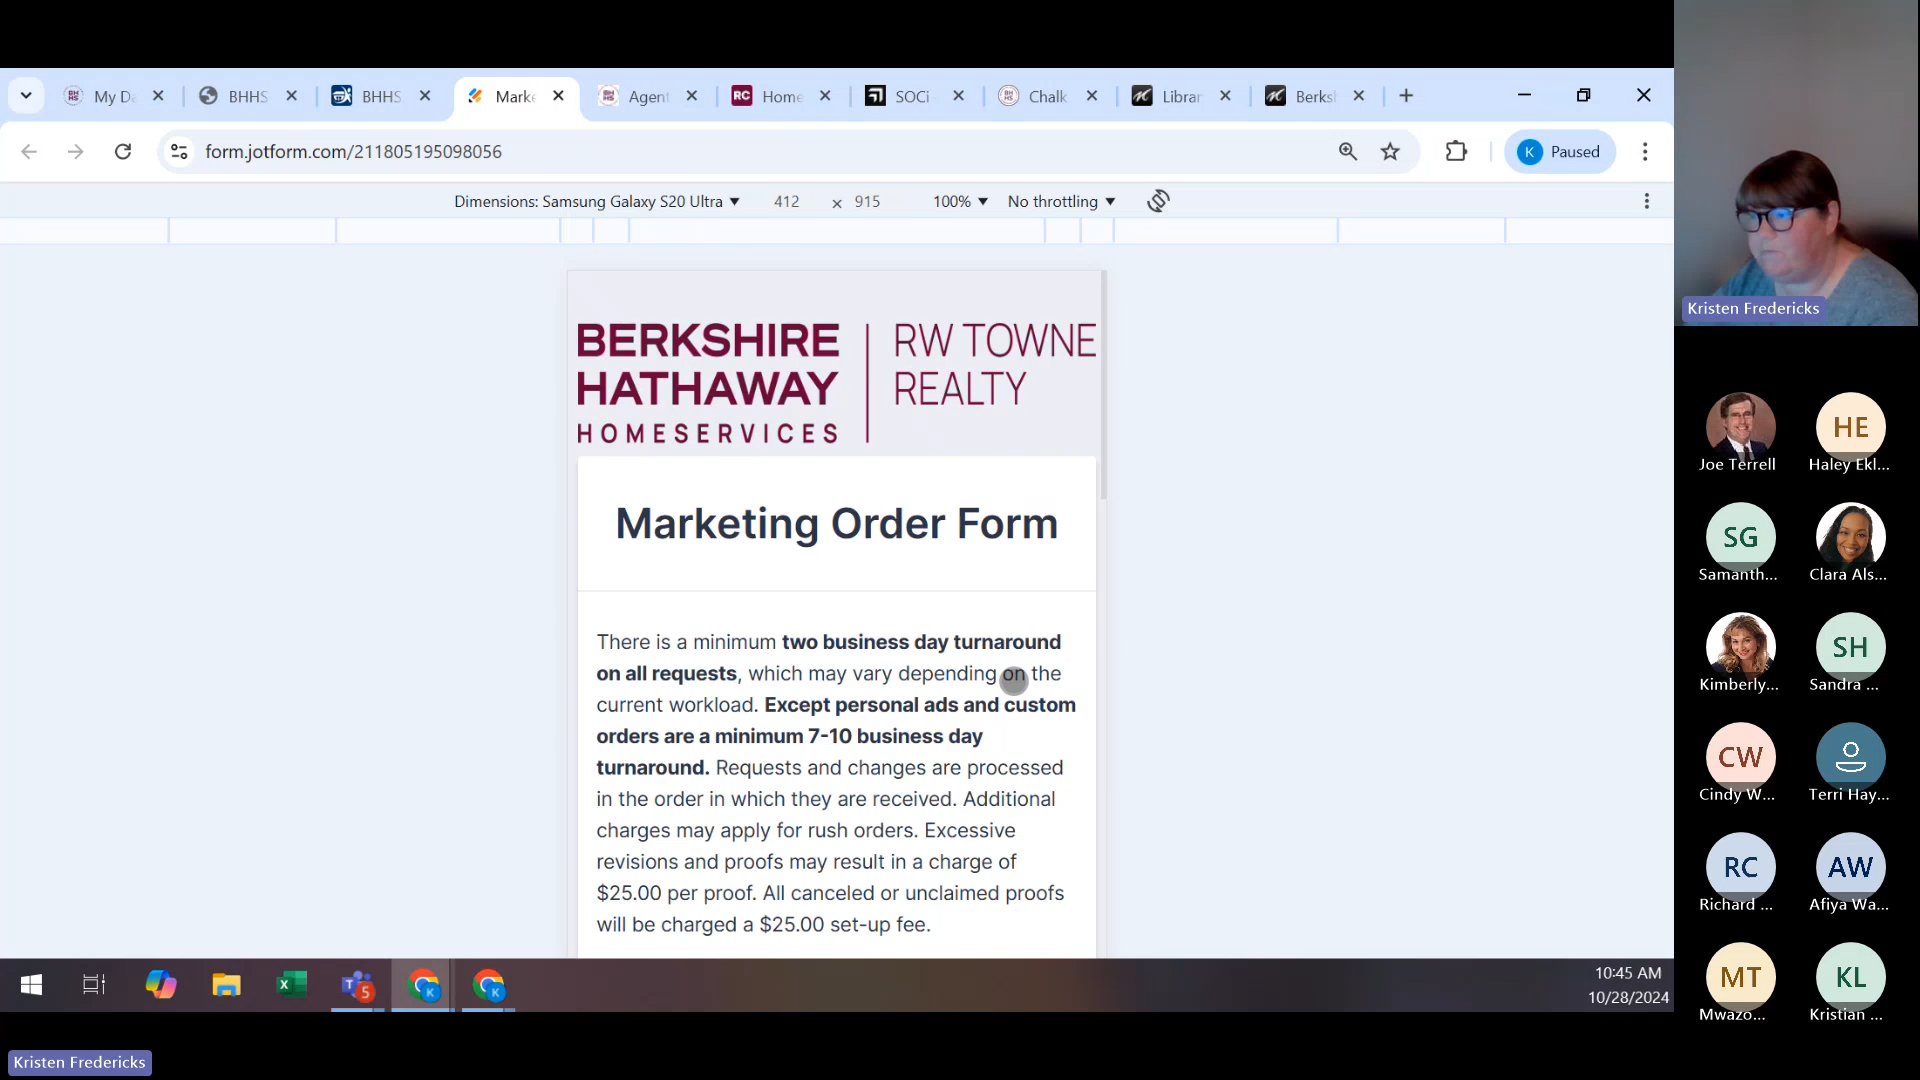 My Da
BHHS
BHHS
Marke
Agent
RC
Home
SOCi
Chalk
Librar
Berksh
form.jotform.com/211805195098056
K
Paused
Dimensions: Samsung Galaxy S20 Ultra
412
x
915
100%
No throttling
BERKSHIRE
HATHAWAY
HOMESERVICES
RW TOWNE
REALTY
Marketing Order Form
There is a minimum two business day turnaround
on all requests, which may vary depending on the
current workload. Except personal ads and custom
orders are a minimum 7-10 business day
turnaround. Requests and changes are processed
in the order in which they are received. Additional
charges may apply for rush orders. Excessive
revisions and proofs may result in a charge of
$25.00 per proof. All canceled or unclaimed proofs
will be charged a $25.00 set-up fee.
5
K
K
10:45 AM
10/28/2024
Kristen Fredericks
Kristen Fredericks
Joe Terrell
HE
Haley Ekl...
SG
Samanth...
Clara Als...
Kimberly...
SH
Sandra ...
CW
Cindy W...
Terri Hay...
RC
Richard ...
AW
Afiya Wa...
MT
Mwazo...
KL
Kristian ...